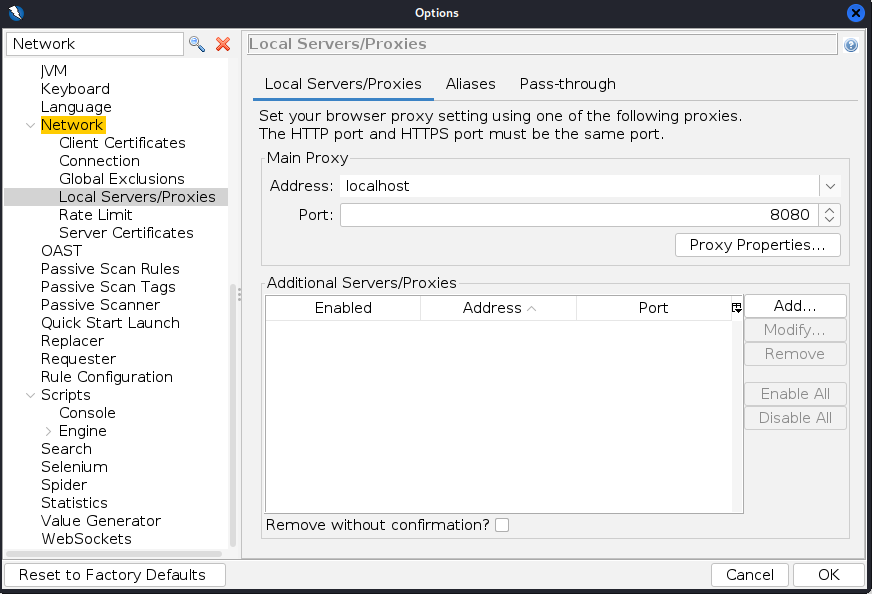 Options
Network
JVM
Keyboard
Language
Network
Client Certificates
Connection
Global Exclusions
Local Servers/Proxies
Rate Limit
Server Certificates
OAST
Passive Scan Rules
Passive Scan Tags
Passive Scanner
Quick Start Launch
Replacer
Requester
Rule Configuration
Scripts
Console
Engine
Search
Selenium
Spider
Statistics
Value Generator
WebSockets
Local Servers/Proxies
Local Servers/Proxies Aliases Pass-through
Set your browser proxy setting using one of the following proxies.
The HTTP port and HTTPS port must be the same port.
Main Proxy
Address: localhost
Port: 8080
Proxy Properties...
Additional Servers/Proxies
Enabled Address Port
Add...
Modify...
Remove
Enable All
Disable All
Remove without confirmation?
Reset to Factory Defaults Cancel OK